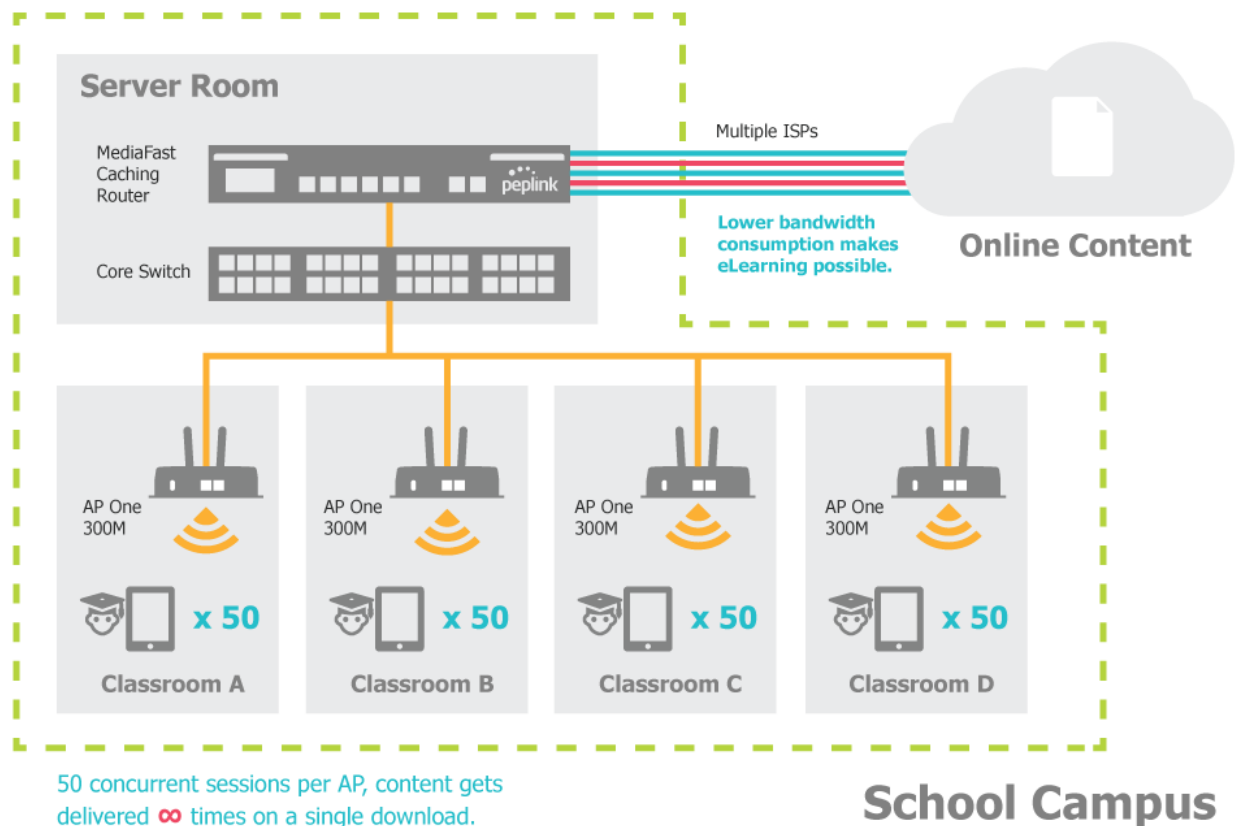 Server Room
MediaFast
Caching
Router
peplink
Core Switch
Multiple ISPs
Lower bandwidth
consumption makes
eLearning possible.
Online Content
AP One
300M
x 50
Classroom A
AP One
300M
x 50
Classroom B
AP One
300M
x 50
Classroom C
AP One
300M
x 50
Classroom D
50 concurrent sessions per AP, content gets
delivered ∞ times on a single download.
School Campus